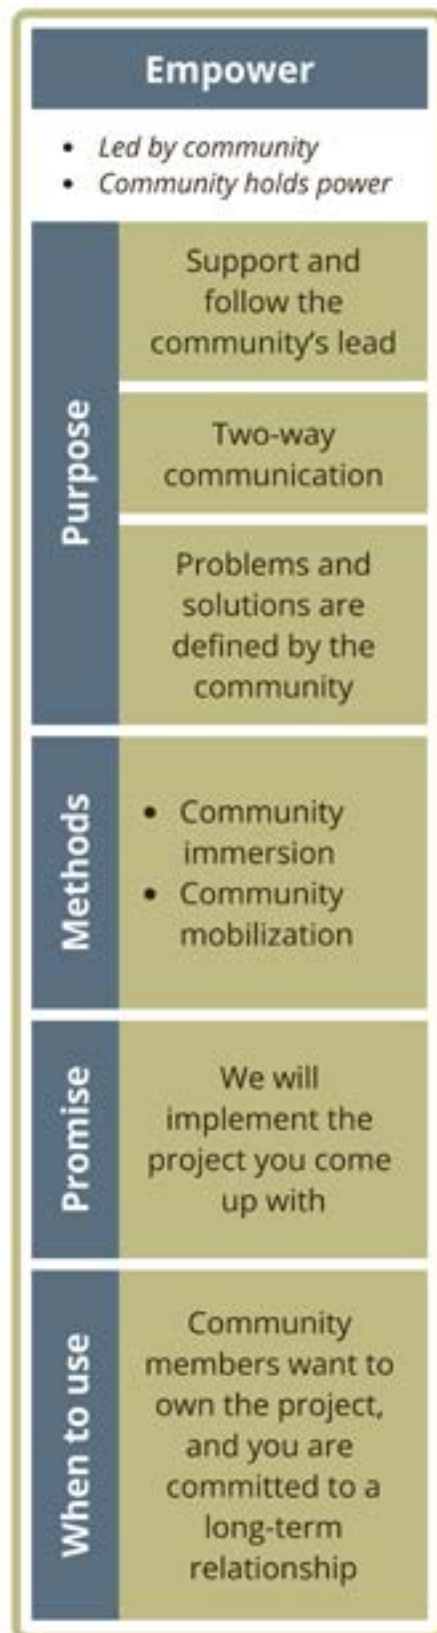 Empower
• Led by community
• Community holds power
Purpose
Support and
follow the
community's lead
Two-way
communication
Problems and
solutions are
defined by the
community
Methods
• Community
immersion
• Community
mobilization
Promise
We will
implement the
project you come
up with
When to use
Community
members want to
own the project,
and you are
committed to a
long-term
relationship